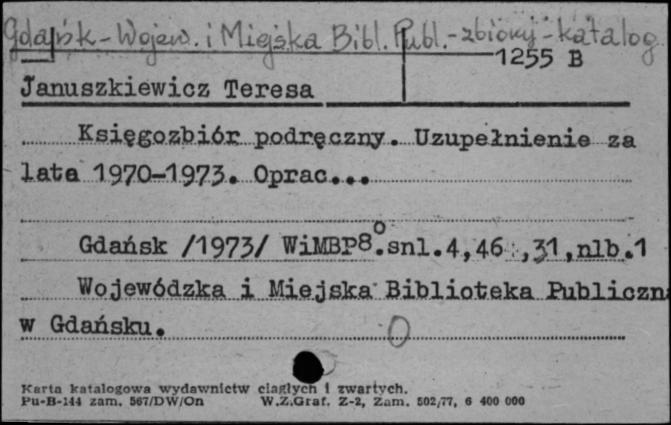 Gdańsk - Wojew. i Miejska Bibl. Publ. - zbiory - katalog
1255 B
Januszkiewicz Teresa
Księgozbiór podręczny. Uzupełnienie za
lata 1970-1973. Oprac...
Gdańsk /1973/ WiMBP8°.snl.4,46 ,31,nlb.1
Wojewódzka i Miejska Biblioteka Publiczna
w Gdańsku.
0
Karta katalogowa wydawnictw ciągłych i zwartych.
Pu-B-144 zam. 567/DW/On W.Z.Graf. Z-2, Zam. 502/77, 6 400 000